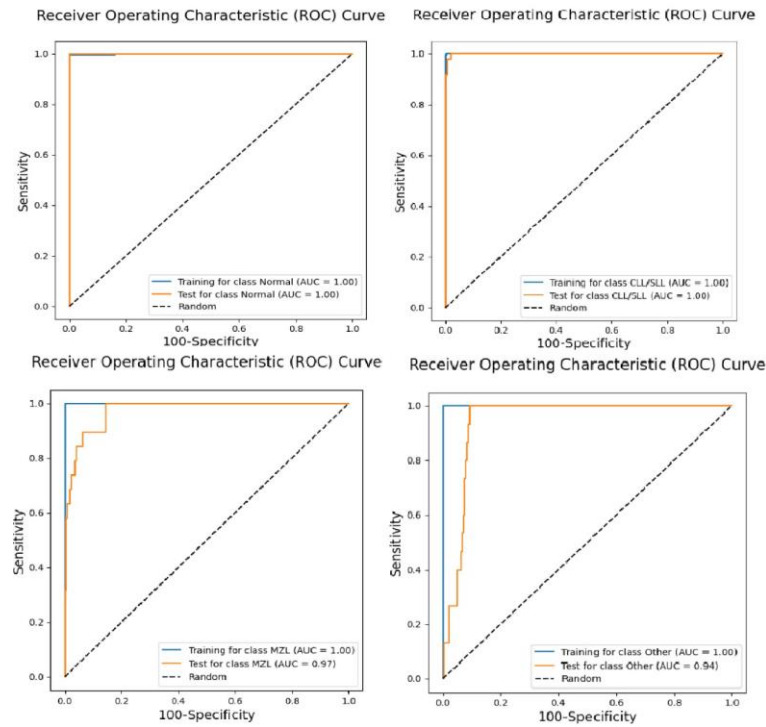 Receiver Operating Characteristic (ROC) Curve
1.0
0.8
0.6
0.4
0.2
0.0
Sensitivity
Training for class Normal (AUC = 1.00)
Test for class Normal (AUC = 1.00)
Random
0.0 0.2 0.4 0.6 0.8 1.0
100-Specificity
Receiver Operating Characteristic (ROC) Curve
1.0
0.8
0.6
0.4
0.2
0.0
Sensitivity
Training for class CLL/SLL (AUC = 1.00)
Test for class CLL/SLL (AUC = 1.00)
Random
0.0 0.2 0.4 0.6 0.8 1.0
100-Specificity
Receiver Operating Characteristic (ROC) Curve
1.0
0.8
0.6
0.4
0.2
0.0
Sensitivity
Training for class MZL (AUC = 1.00)
Test for class MZL (AUC = 0.97)
Random
0.0 0.2 0.4 0.6 0.8 1.0
100-Specificity
Receiver Operating Characteristic (ROC) Curve
1.0
0.8
0.6
0.4
0.2
0.0
Sensitivity
Training for class Other (AUC = 1.00)
Test for class Other (AUC = 0.94)
Random
0.0 0.2 0.4 0.6 0.8 1.0
100-Specificity